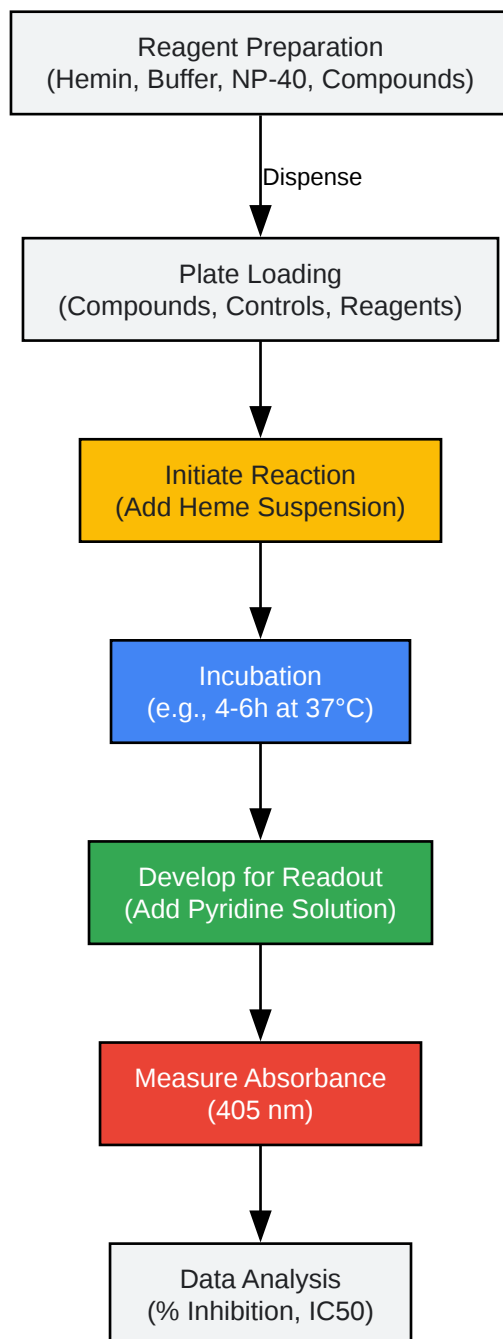 Reagent Preparation
(Hemin, Buffer, NP-40, Compounds)
Dispense
Plate Loading
(Compounds, Controls, Reagents)
Initiate Reaction
(Add Heme Suspension)
Incubation
(e.g., 4-6h at 37°C)
Develop for Readout
(Add Pyridine Solution)
Measure Absorbance
(405 nm)
Data Analysis
(% Inhibition, IC50)